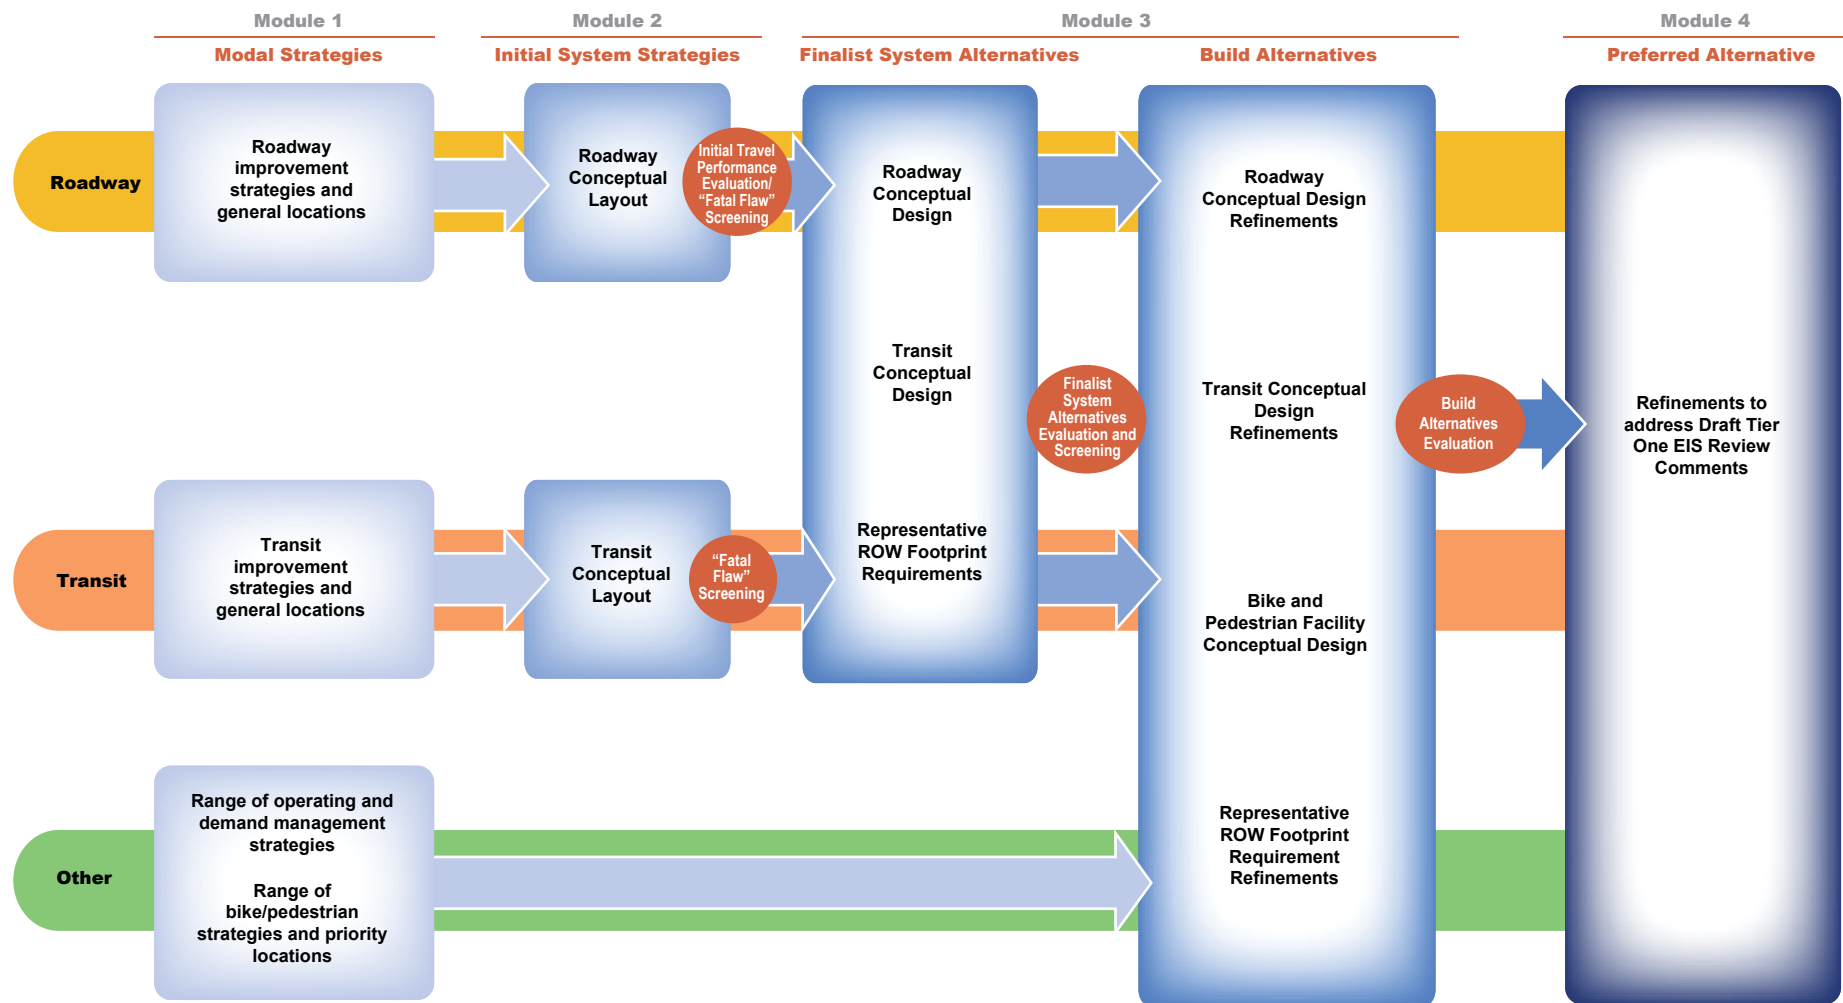 Module 1
Module 2
Module 3
Module 4
Modal Strategies
Initial System Strategies
Finalist System Alternatives
Build Alternatives
Preferred Alternative
Roadway
Roadway
improvement
strategies and
general locations
Roadway
Conceptual
Layout
Initial Travel
Performance
Evaluation/
“Fatal Flaw”
Screening
Roadway
Conceptual
Design
Transit
Conceptual
Design
Representative
ROW Footprint
Requirements
Finalist
System
Alternatives
Evaluation and
Screening
Roadway
Conceptual Design
Refinements
Transit Conceptual
Design
Refinements
Bike and
Pedestrian Facility
Conceptual Design
Representative
ROW Footprint
Requirement
Refinements
Build
Alternatives
Evaluation
Refinements to
address Draft Tier
One EIS Review
Comments
Transit
Transit
improvement
strategies and
general locations
Transit
Conceptual
Layout
“Fatal
Flaw”
Screening
Other
Range of operating and
demand management
strategies
Range of
bike/pedestrian
strategies and priority
locations